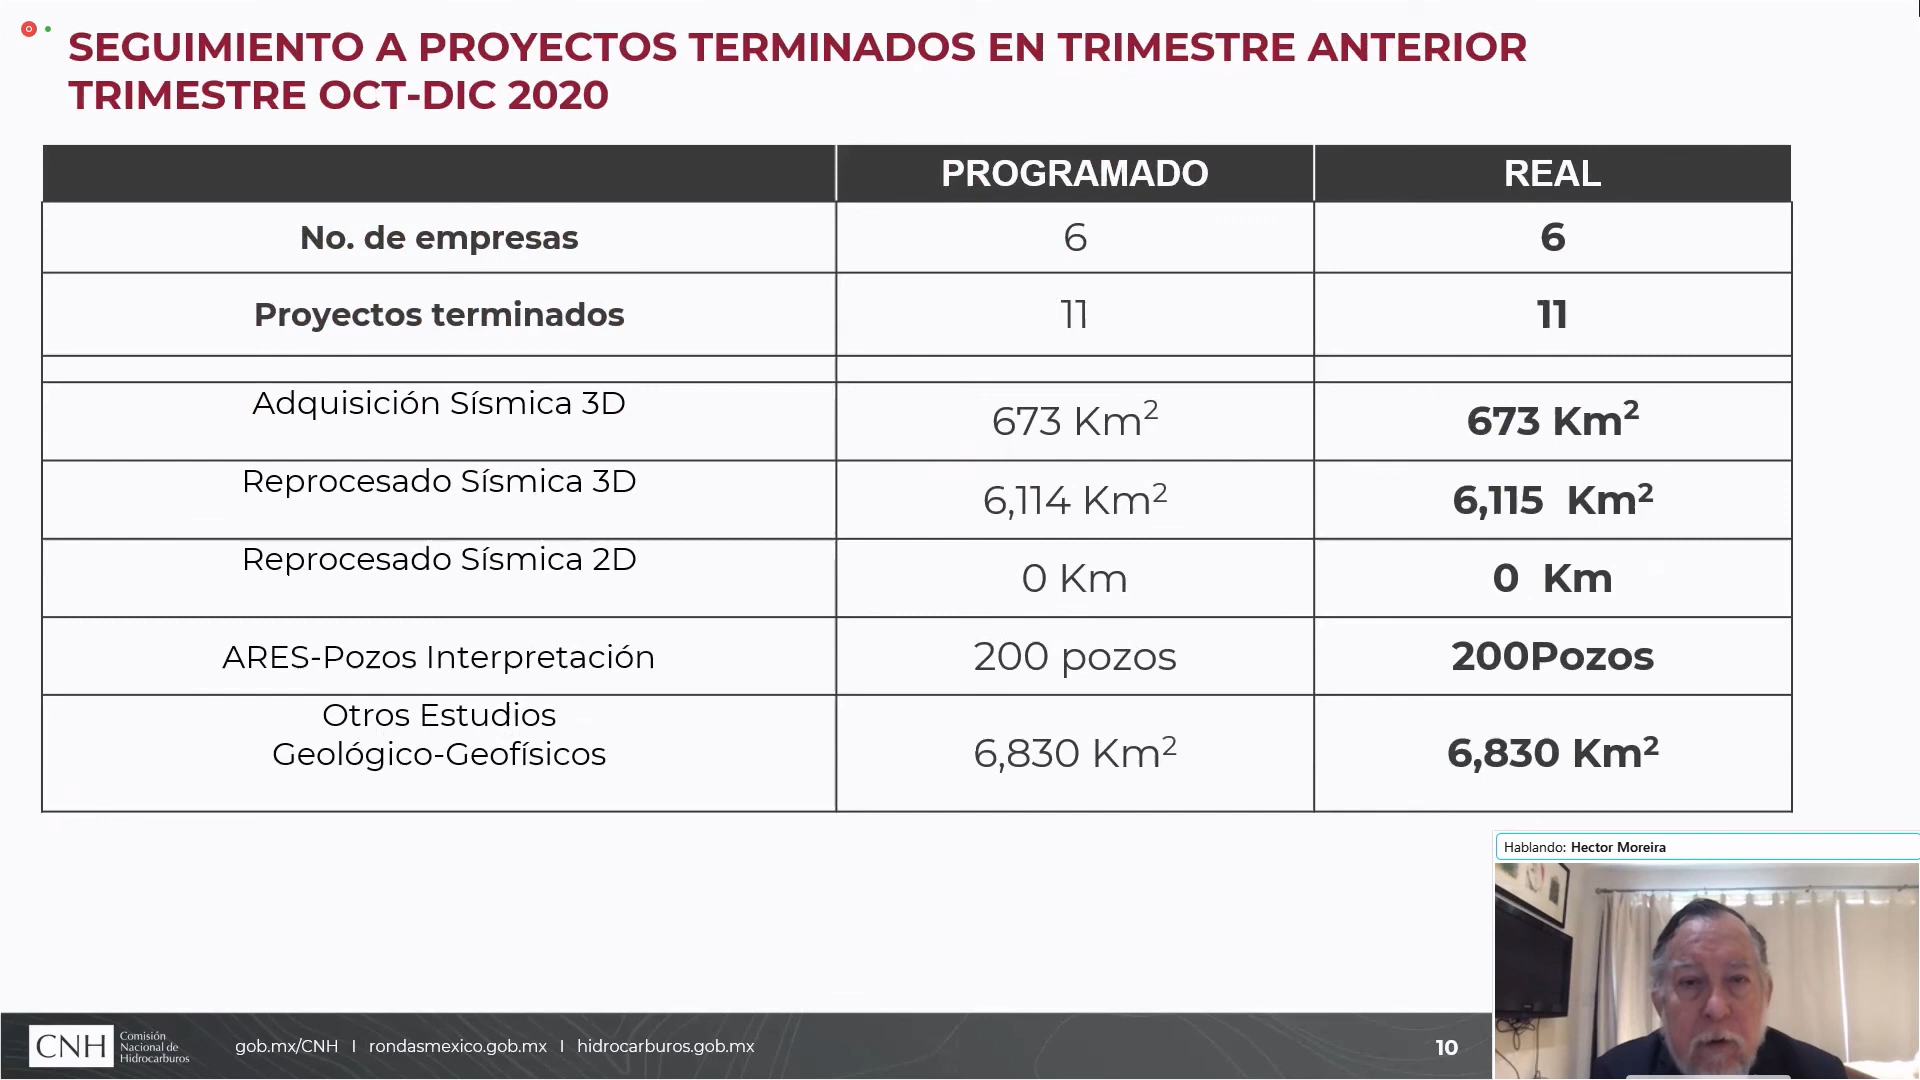 SEGUIMIENTO A PROYECTOS TERMINADOS EN TRIMESTRE ANTERIOR
TRIMESTRE OCT-DIC 2020
PROGRAMADO REAL
No. de empresas 6 6
Proyectos terminados 11 11
Adquisición Sísmica 3D 673 Km² 673 Km²
Reprocesado Sísmica 3D 6,114 Km² 6,115 Km²
Reprocesado Sísmica 2D 0 Km 0 Km
ARES-Pozos Interpretación 200 pozos 200Pozos
Otros Estudios
Geológico-Geofísicos 6,830 Km² 6,830 Km²
Hablando: Hector Moreira
CNH Comisión
Nacional de
Hidrocarburos
gob.mx/CNH I rondasmexico.gob.mx I hidrocarburos.gob.mx
10